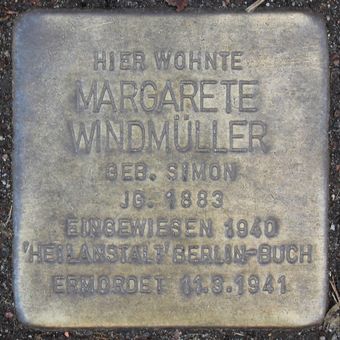 HIER WOHNTE
MARGARETE
WINDMÜLLER
GEB. SIMON
JG. 1883
EINGEWIESEN 1940
'HEILANSTALT' BERLIN-BUCH
ERMORDET 11.3.1941